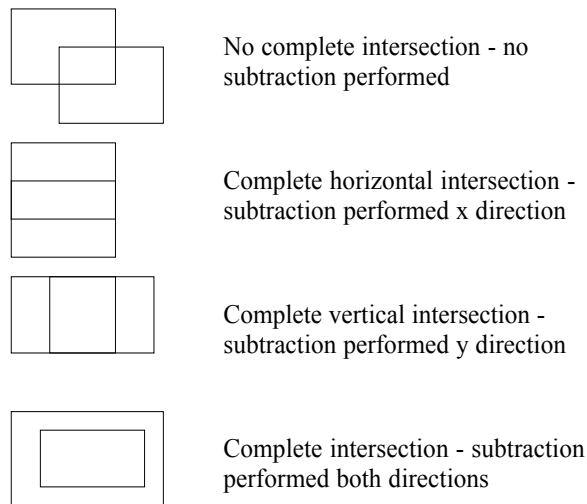 No complete intersection - no
subtraction performed
Complete horizontal intersection -
subtraction performed x direction
Complete vertical intersection -
subtraction performed y direction
Complete intersection - subtraction
performed both directions